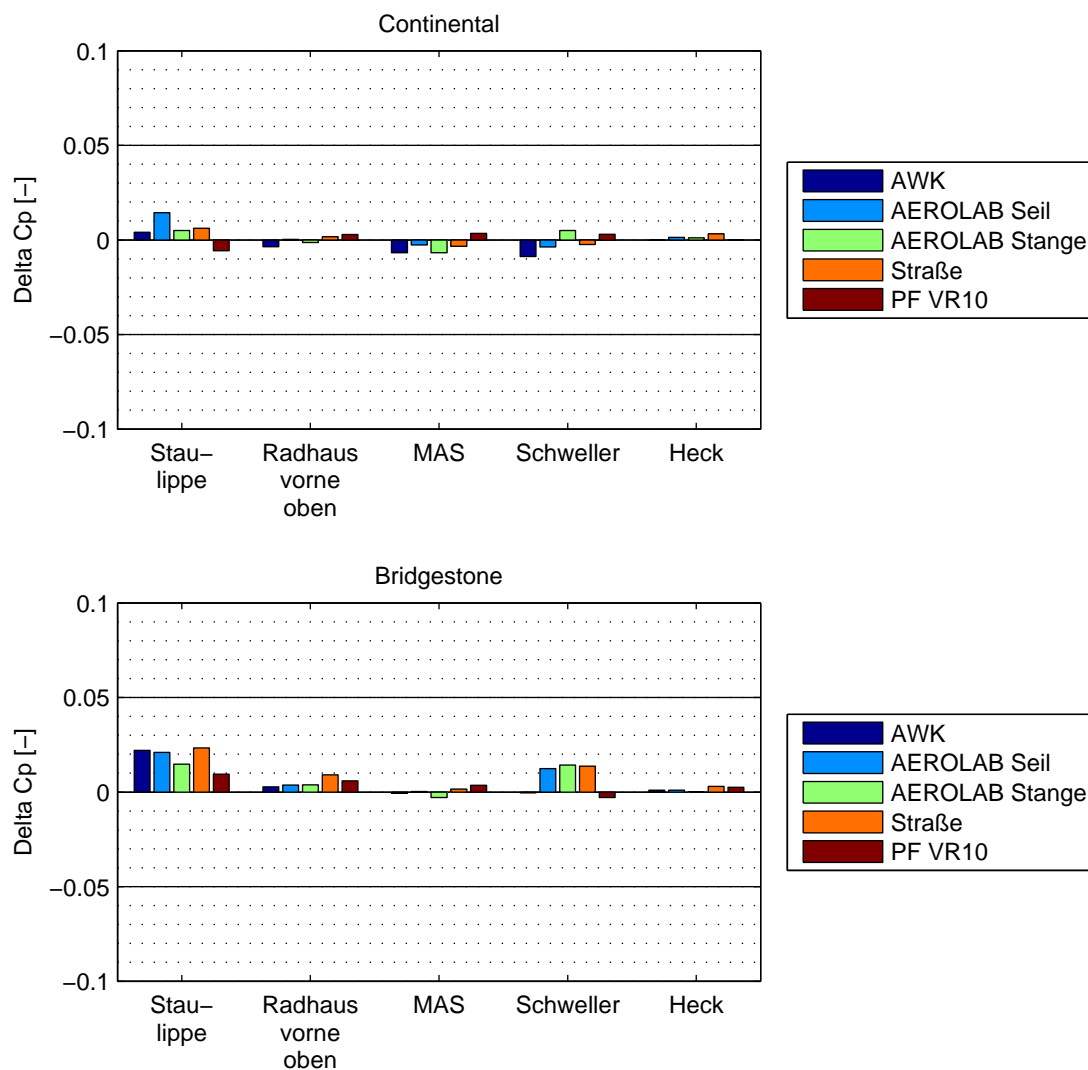 Continental
0.1
0.05
0
−0.05
−0.1
Delta Cp [−]
Stau−
lippe
Radhaus
vorne
oben
MAS
Schweller
Heck
AWK
AEROLAB Seil
AEROLAB Stange
Straße
PF VR10
Bridgestone
0.1
0.05
0
−0.05
−0.1
Delta Cp [−]
Stau−
lippe
Radhaus
vorne
oben
MAS
Schweller
Heck
AWK
AEROLAB Seil
AEROLAB Stange
Straße
PF VR10